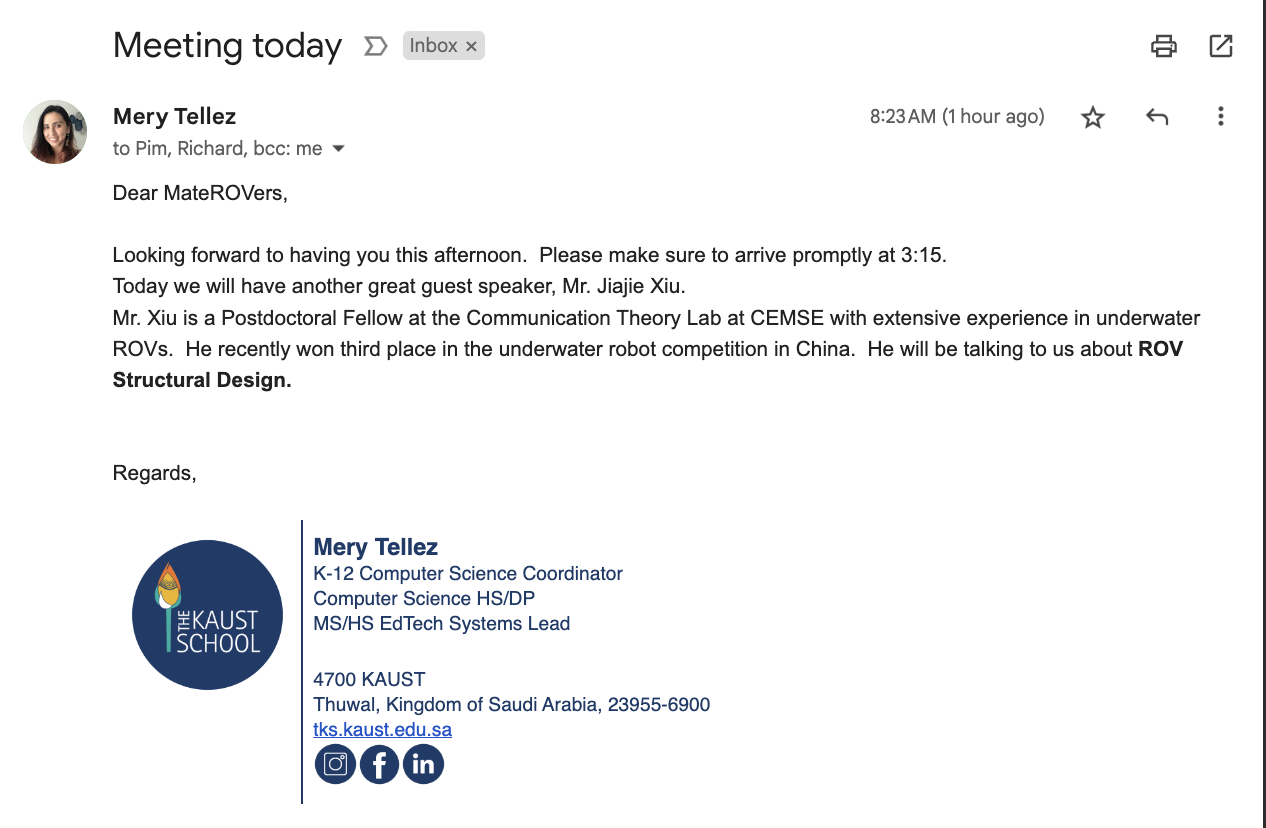 Meeting today Inbox ×
Mery Tellez 8:23 AM (1 hour ago)
to Pim, Richard, bcc: me
Dear MateROVers,
Looking forward to having you this afternoon.  Please make sure to arrive promptly at 3:15.
Today we will have another great guest speaker, Mr. Jiajie Xiu.
Mr. Xiu is a Postdoctoral Fellow at the Communication Theory Lab at CEMSE with extensive experience in underwater
ROVs.  He recently won third place in the underwater robot competition in China.  He will be talking to us about ROV
Structural Design.
Regards,
THE KAUST
SCHOOL
Mery Tellez
K-12 Computer Science Coordinator
Computer Science HS/DP
MS/HS EdTech Systems Lead
4700 KAUST
Thuwal, Kingdom of Saudi Arabia, 23955-6900
tks.kaust.edu.sa
f in